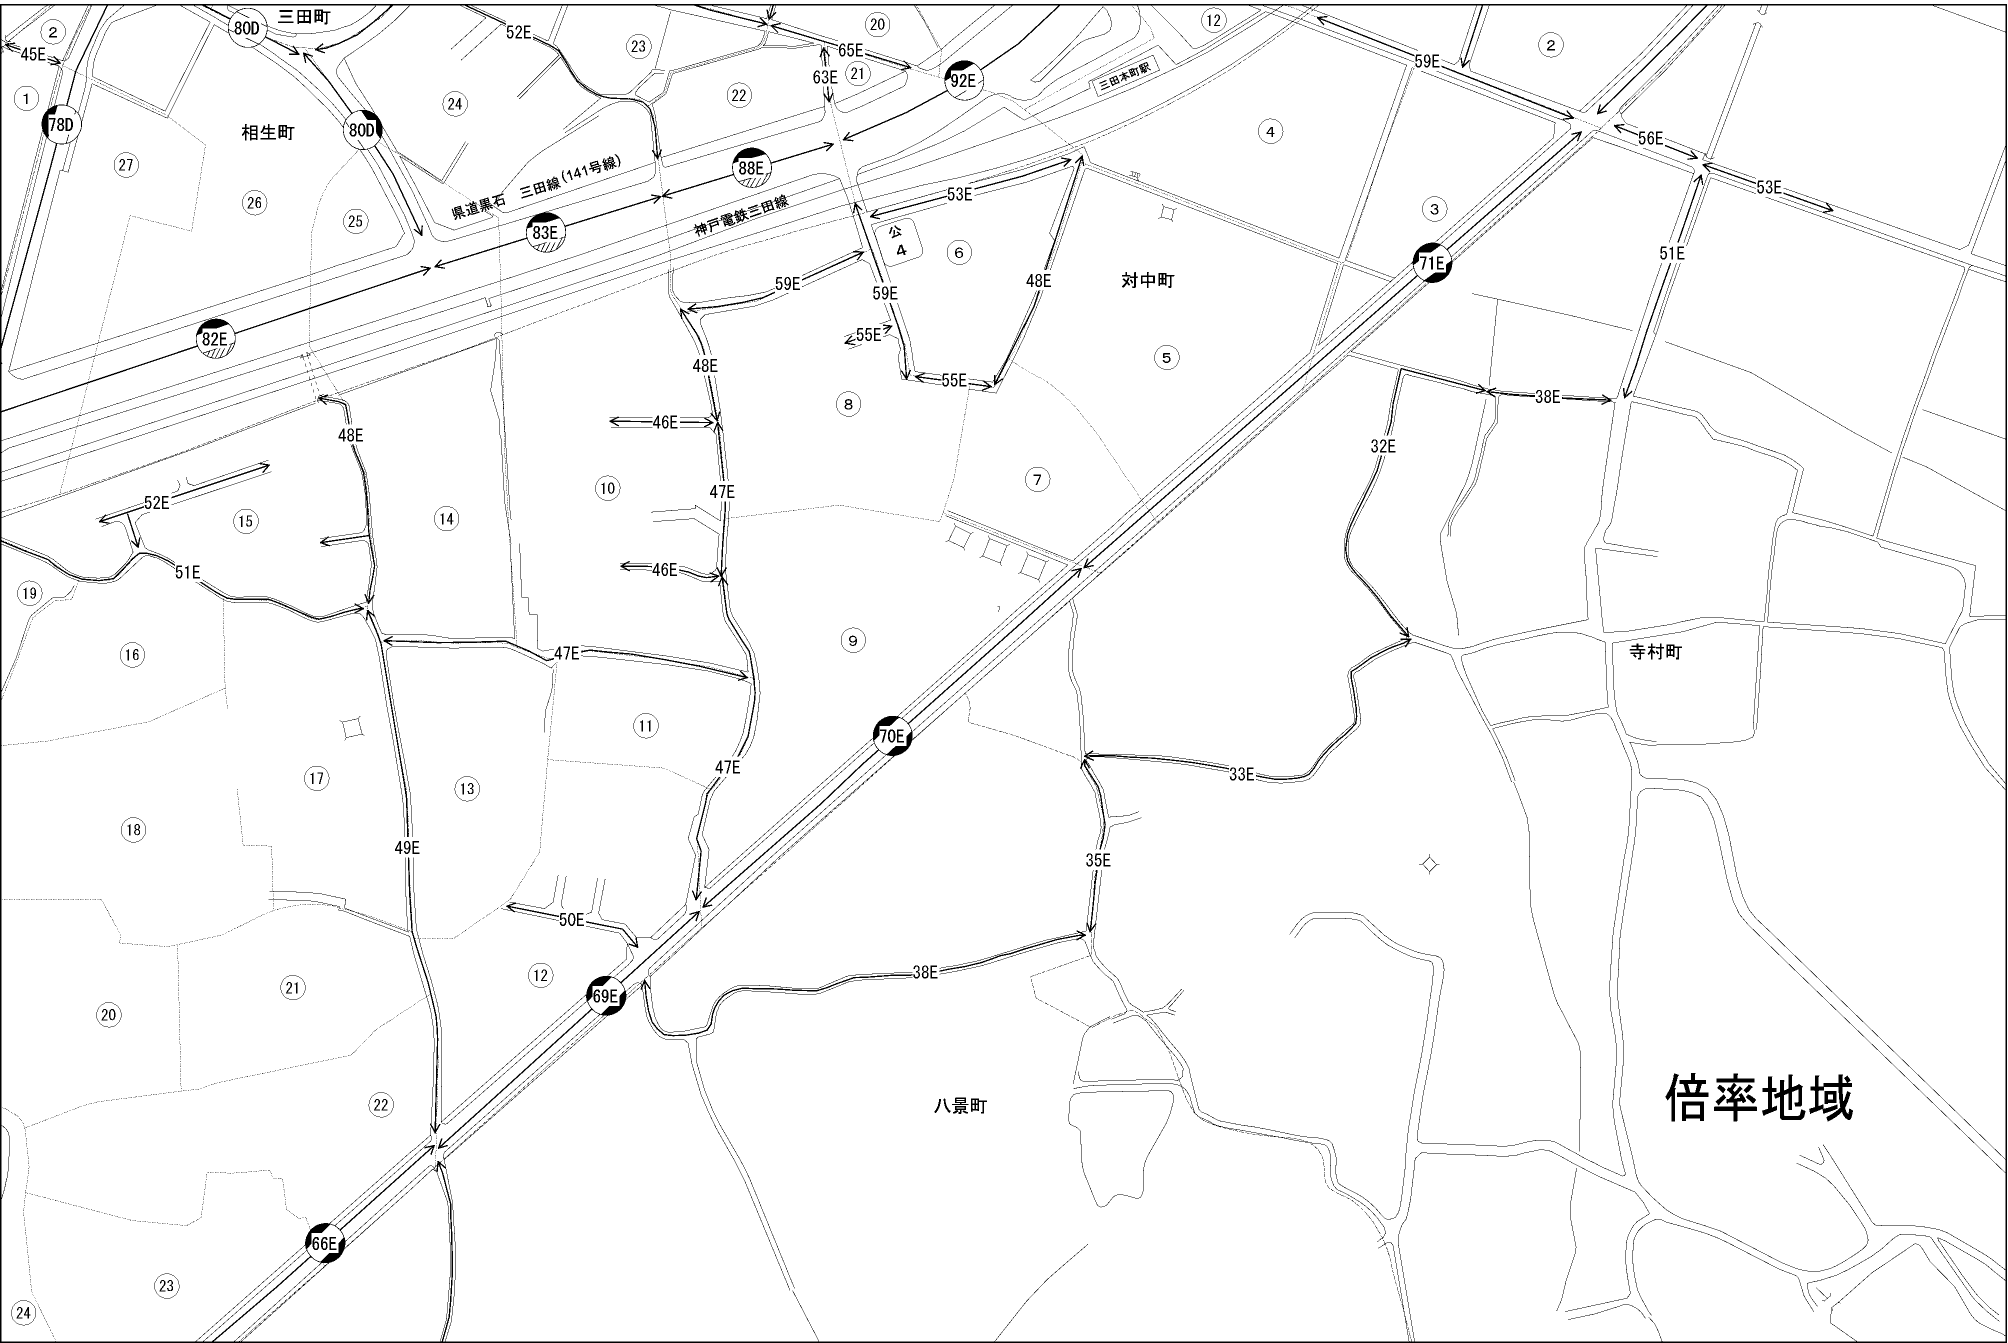 三田町
80D
52E
20
12
2
23
65E
2
45E
59E
63E
21
92E
三田本町駅
1
24
22
78D
相生町
80D
4
56E
27
県道黒石 三田線(141号線)
88E
53E
53E
26
25
83E
神戸電鉄三田線
公
4
6
3
51E
71E
59E
59E
48E
対中町
82E
55E
48E
5
55E
8
38E
48E
46E
32E
52E
47E
10
7
15
14
51E
46E
19
16
47E
9
寺村町
11
70E
17
13
47E
33E
18
49E
35E
50E
12
38E
21
69E
20
22
八景町
倍率地域
66E
23
24